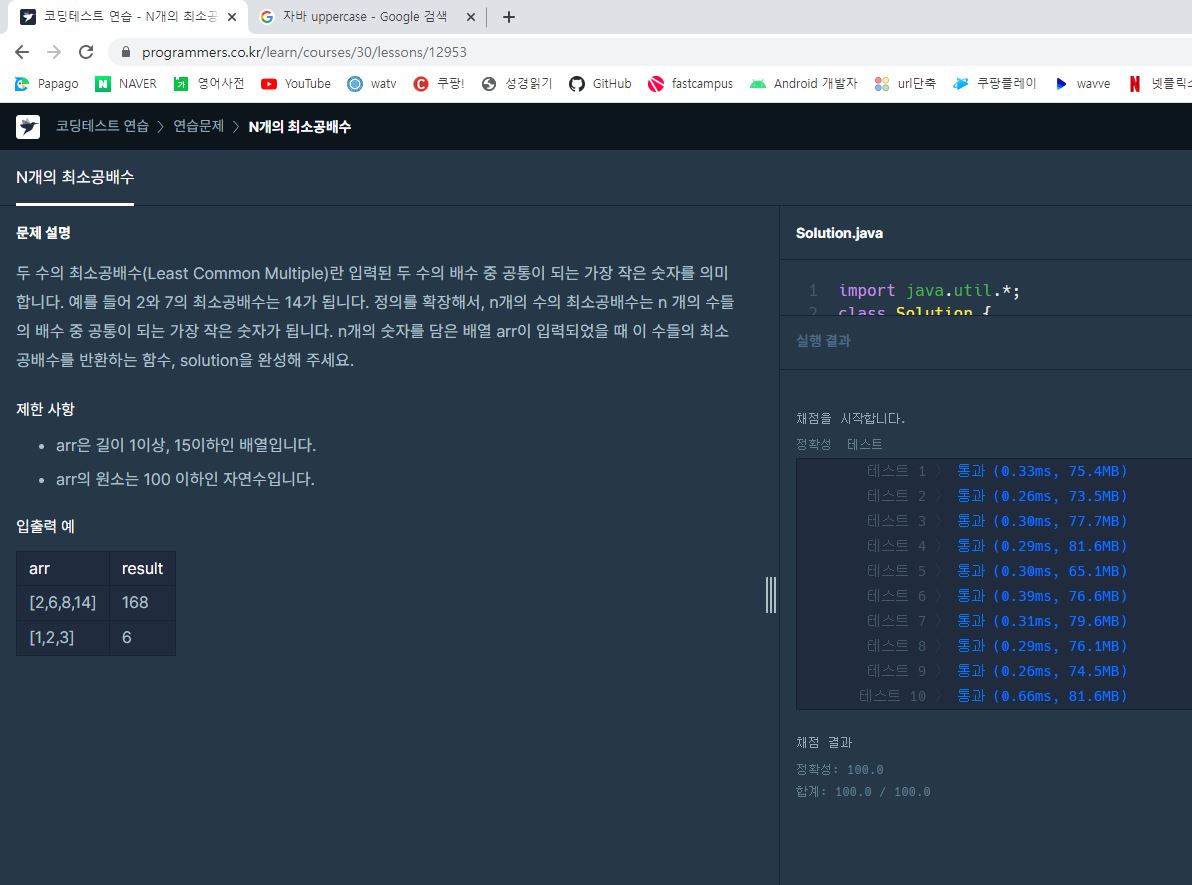 코딩테스트 연습 - N개의 최소공
자바 uppercase - Google 검색
programmers.co.kr/learn/courses/30/lessons/12953
Papago NAVER 영어사전 YouTube watv 쿠팡! 성경읽기 GitHub fastcampus Android 개발자 url단축 쿠팡플레이 wavve 넷플릭
코딩테스트 연습 > 연습문제 > N개의 최소공배수
N개의 최소공배수
문제 설명
두 수의 최소공배수(Least Common Multiple)란 입력된 두 수의 배수 중 공통이 되는 가장 작은 숫자를 의미
합니다. 예를 들어 2와 7의 최소공배수는 14가 됩니다. 정의를 확장해서, n개의 수의 최소공배수는 n 개의 수들
의 배수 중 공통이 되는 가장 작은 숫자가 됩니다. n개의 숫자를 담은 배열 arr이 입력되었을 때 이 수들의 최소
공배수를 반환하는 함수, solution을 완성해 주세요.
제한 사항
• arr은 길이 1이상, 15이하인 배열입니다.
• arr의 원소는 100 이하인 자연수입니다.
입출력 예
arr result
[2,6,8,14] 168
[1,2,3] 6
Solution.java
1 import java.util.*;
2 class Solution {
실행 결과
채점을 시작합니다.
정확성 테스트
테스트 1 〉 통과 (0.33ms, 75.4MB)
테스트 2 〉 통과 (0.26ms, 73.5MB)
테스트 3 〉 통과 (0.30ms, 77.7MB)
테스트 4 〉 통과 (0.29ms, 81.6MB)
테스트 5 〉 통과 (0.30ms, 65.1MB)
테스트 6 〉 통과 (0.39ms, 76.6MB)
테스트 7 〉 통과 (0.31ms, 79.6MB)
테스트 8 〉 통과 (0.29ms, 76.1MB)
테스트 9 〉 통과 (0.26ms, 74.5MB)
테스트 10 〉 통과 (0.66ms, 81.6MB)
채점 결과
정확성: 100.0
합계: 100.0 / 100.0